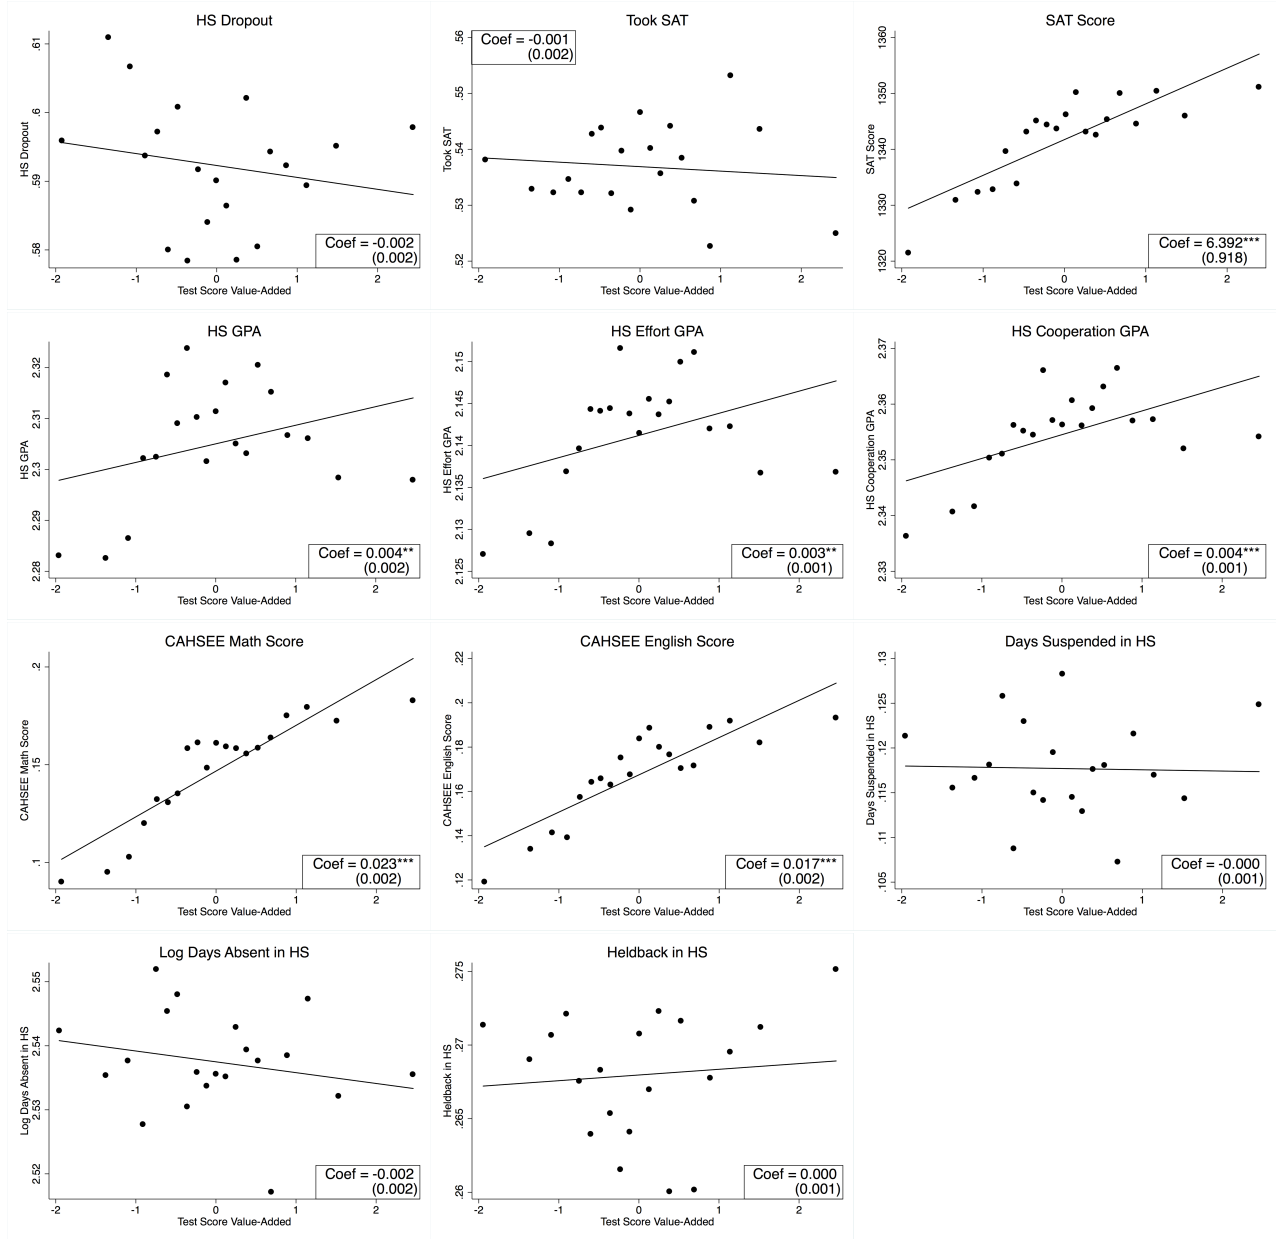 HS Dropout
HS Dropout
.61
.6
.59
.58
Coef = -0.002
(0.002)
-2 -1 0 1 2
Test Score Value-Added
Took SAT
Took SAT
.56
.55
.54
.53
.52
Coef = -0.001
(0.002)
-2 -1 0 1 2
Test Score Value-Added
SAT Score
SAT Score
1360
1350
1340
1330
1320
Coef = 6.392***
(0.918)
-2 -1 0 1 2
Test Score Value-Added
HS GPA
HS GPA
2.32
2.31
2.3
2.29
2.28
Coef = 0.004**
(0.002)
-2 -1 0 1 2
Test Score Value-Added
HS Effort GPA
HS Effort GPA
2.15
2.145
2.14
2.135
2.13
2.125
Coef = 0.003**
(0.001)
-2 -1 0 1 2
Test Score Value-Added
HS Cooperation GPA
HS Cooperation GPA
2.37
2.36
2.35
2.34
2.33
Coef = 0.004***
(0.001)
-2 -1 0 1 2
Test Score Value-Added
CAHSEE Math Score
CAHSEE Math Score
.2
.15
.1
Coef = 0.023***
(0.002)
-2 -1 0 1 2
Test Score Value-Added
CAHSEE English Score
CAHSEE English Score
.22
.2
.18
.16
.14
.12
Coef = 0.017***
(0.002)
-2 -1 0 1 2
Test Score Value-Added
Days Suspended in HS
Days Suspended in HS
.13
.125
.12
.115
.11
.105
Coef = -0.000
(0.001)
-2 -1 0 1 2
Test Score Value-Added
Log Days Absent in HS
Log Days Absent in HS
2.55
2.54
2.53
2.52
Coef = -0.002
(0.002)
-2 -1 0 1 2
Test Score Value-Added
Heldback in HS
Heldback in HS
.275
.27
.265
.26
Coef = 0.000
(0.001)
-2 -1 0 1 2
Test Score Value-Added